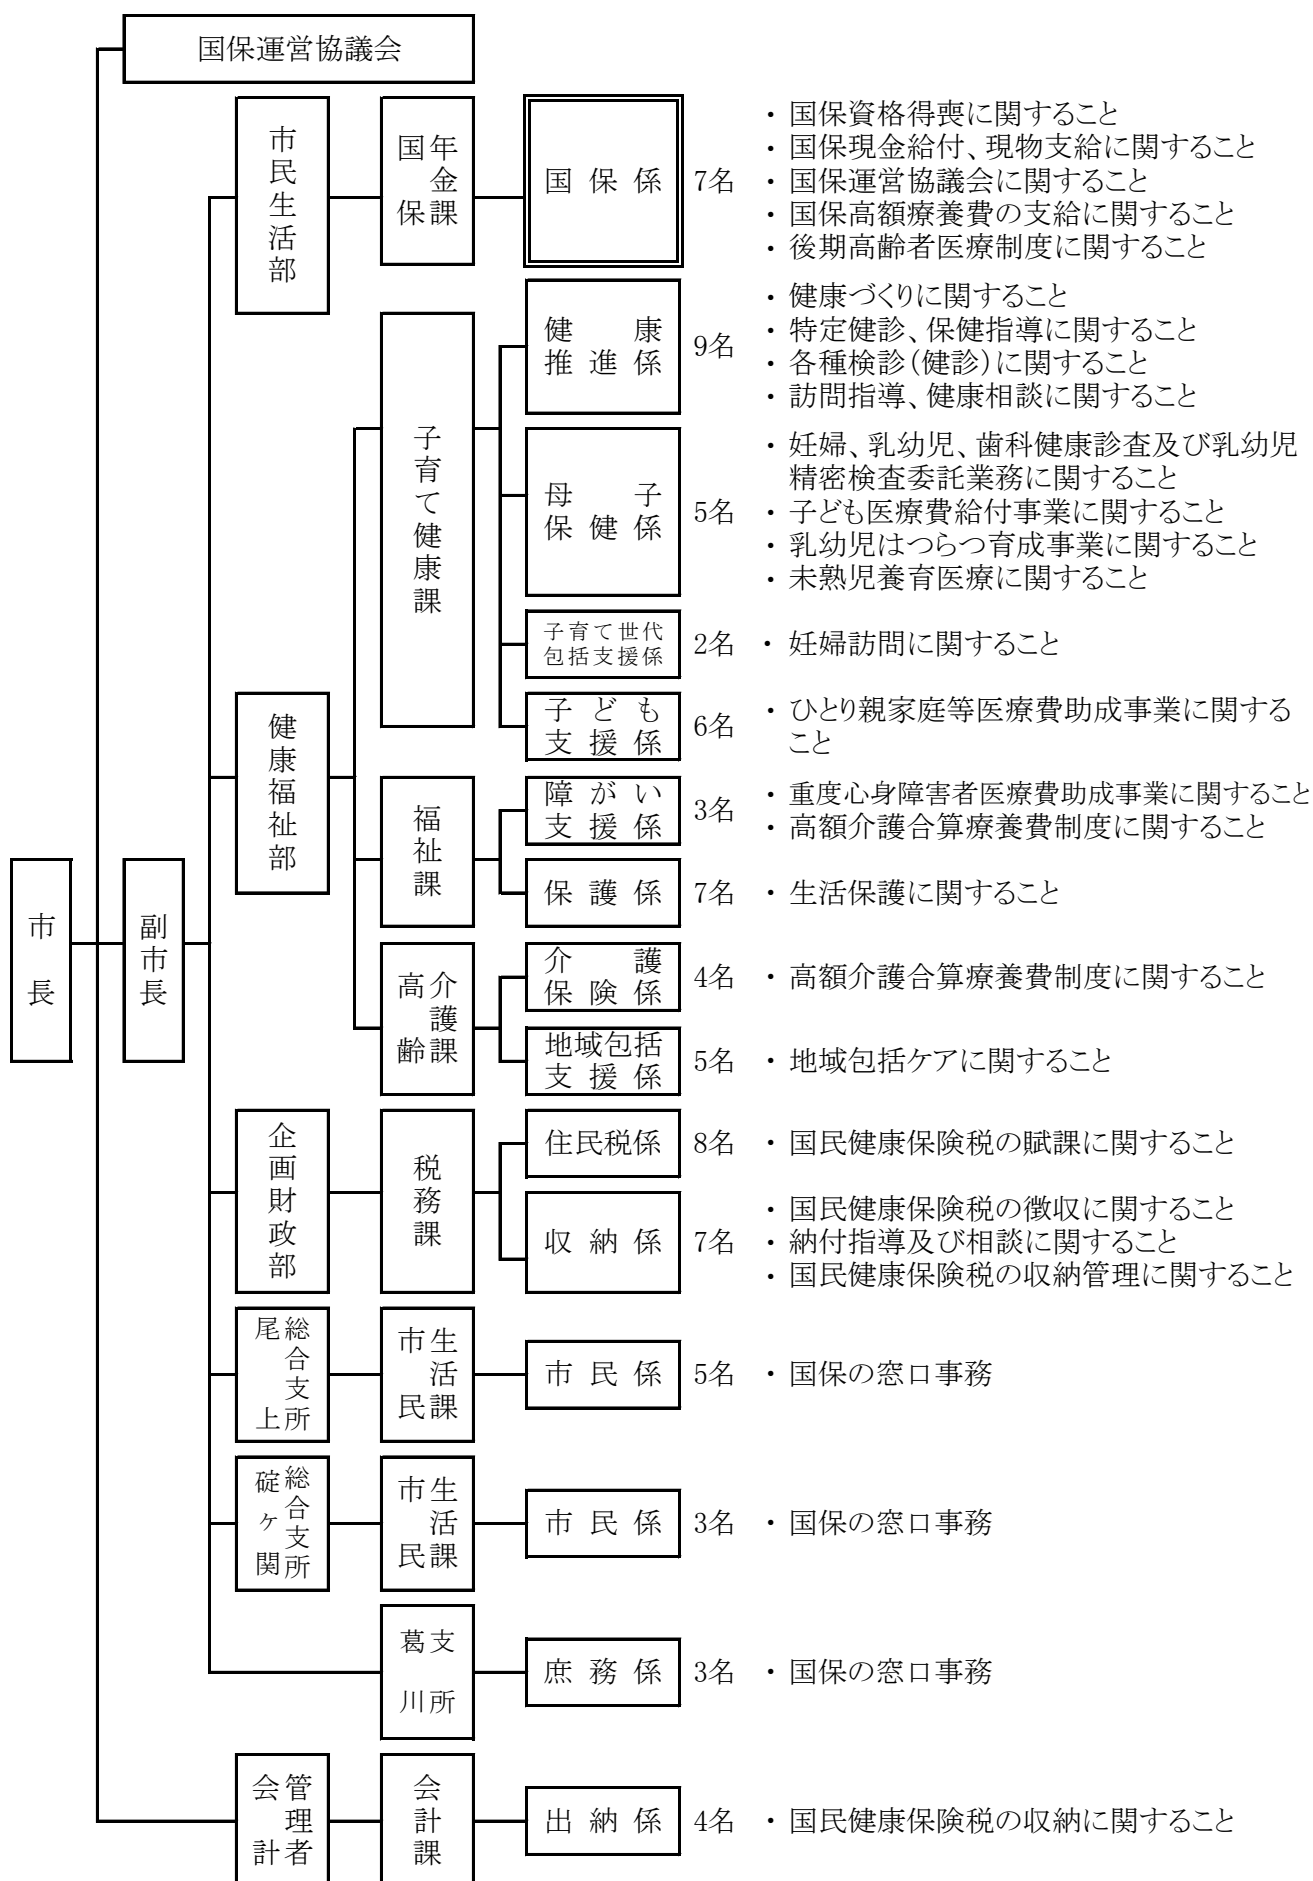 国保運営協議会
市長
副市長
市民生活部
国保年金課
国保係
7名
・国保資格得喪に関すること
・国保現金給付、現物支給に関すること
・国保運営協議会に関すること
・国保高額療養費の支給に関すること
・後期高齢者医療制度に関すること
健康福祉部
子育て健康課
健康
推進係
9名
・健康づくりに関すること
・特定健診、保健指導に関すること
・各種検診(健診)に関すること
・訪問指導、健康相談に関すること
母子
保健係
5名
・妊婦、乳幼児、歯科健康診査及び乳幼児
精密検査委託業務に関すること
・子ども医療費給付事業に関すること
・乳幼児はつらつ育成事業に関すること
・未熟児養育医療に関すること
子育て世代
包括支援係
2名
・妊婦訪問に関すること
子ども
支援係
6名
・ひとり親家庭等医療費助成事業に関する
こと
福祉課
障がい
支援係
3名
・重度心身障害者医療費助成事業に関すること
・高額介護合算療養費制度に関すること
保護係
7名
・生活保護に関すること
高齢介護課
介護
保険係
4名
・高額介護合算療養費制度に関すること
地域包括
支援係
5名
・地域包括ケアに関すること
企画財政部
税務課
住民税係
8名
・国民健康保険税の賦課に関すること
収納係
7名
・国民健康保険税の徴収に関すること
・納付指導及び相談に関すること
・国民健康保険税の収納管理に関すること
尾上総合支所
市民生活課
市民係
5名
・国保の窓口事務
碇ヶ関総合支所
市民生活課
市民係
3名
・国保の窓口事務
葛川支所
庶務係
3名
・国保の窓口事務
会計管理者
会計課
出納係
4名
・国民健康保険税の収納に関すること